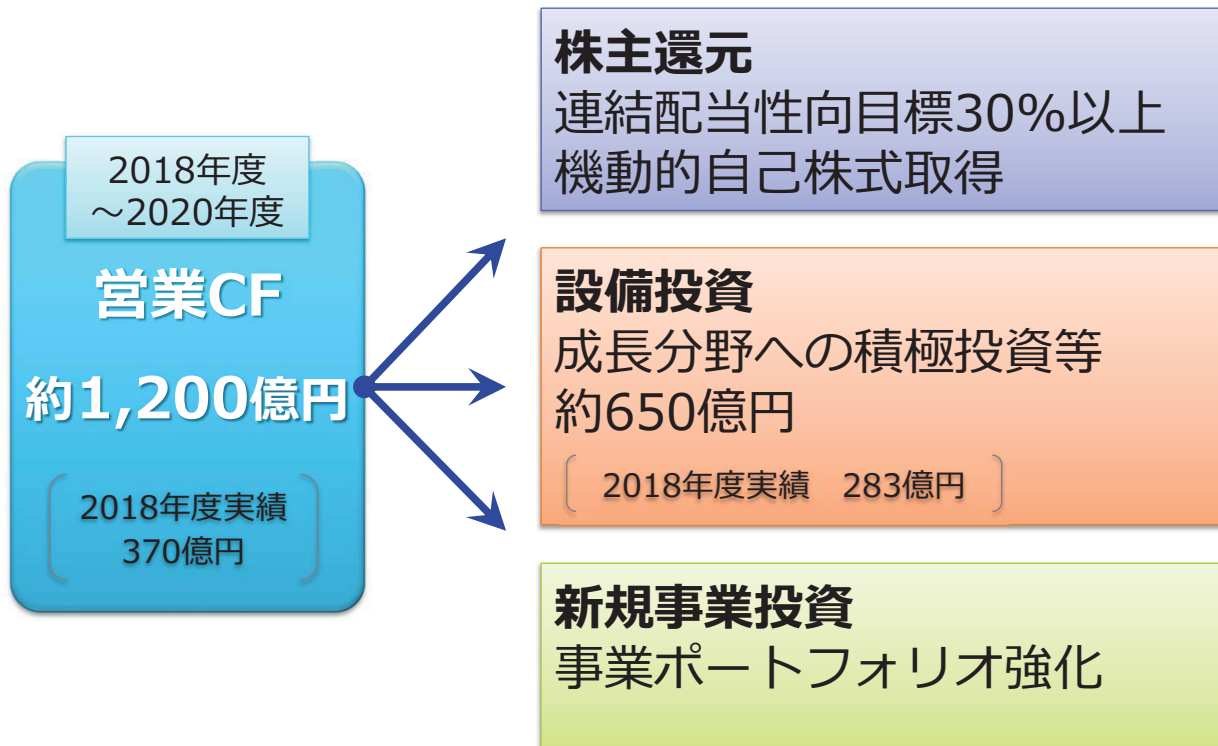 2018年度
～2020年度
営業CF
約1,200億円
2018年度実績
370億円
株主還元
連結配当性向目標30%以上
機動的自己株式取得
設備投資
成長分野への積極投資等
約650億円
2018年度実績　283億円
新規事業投資
事業ポートフォリオ強化